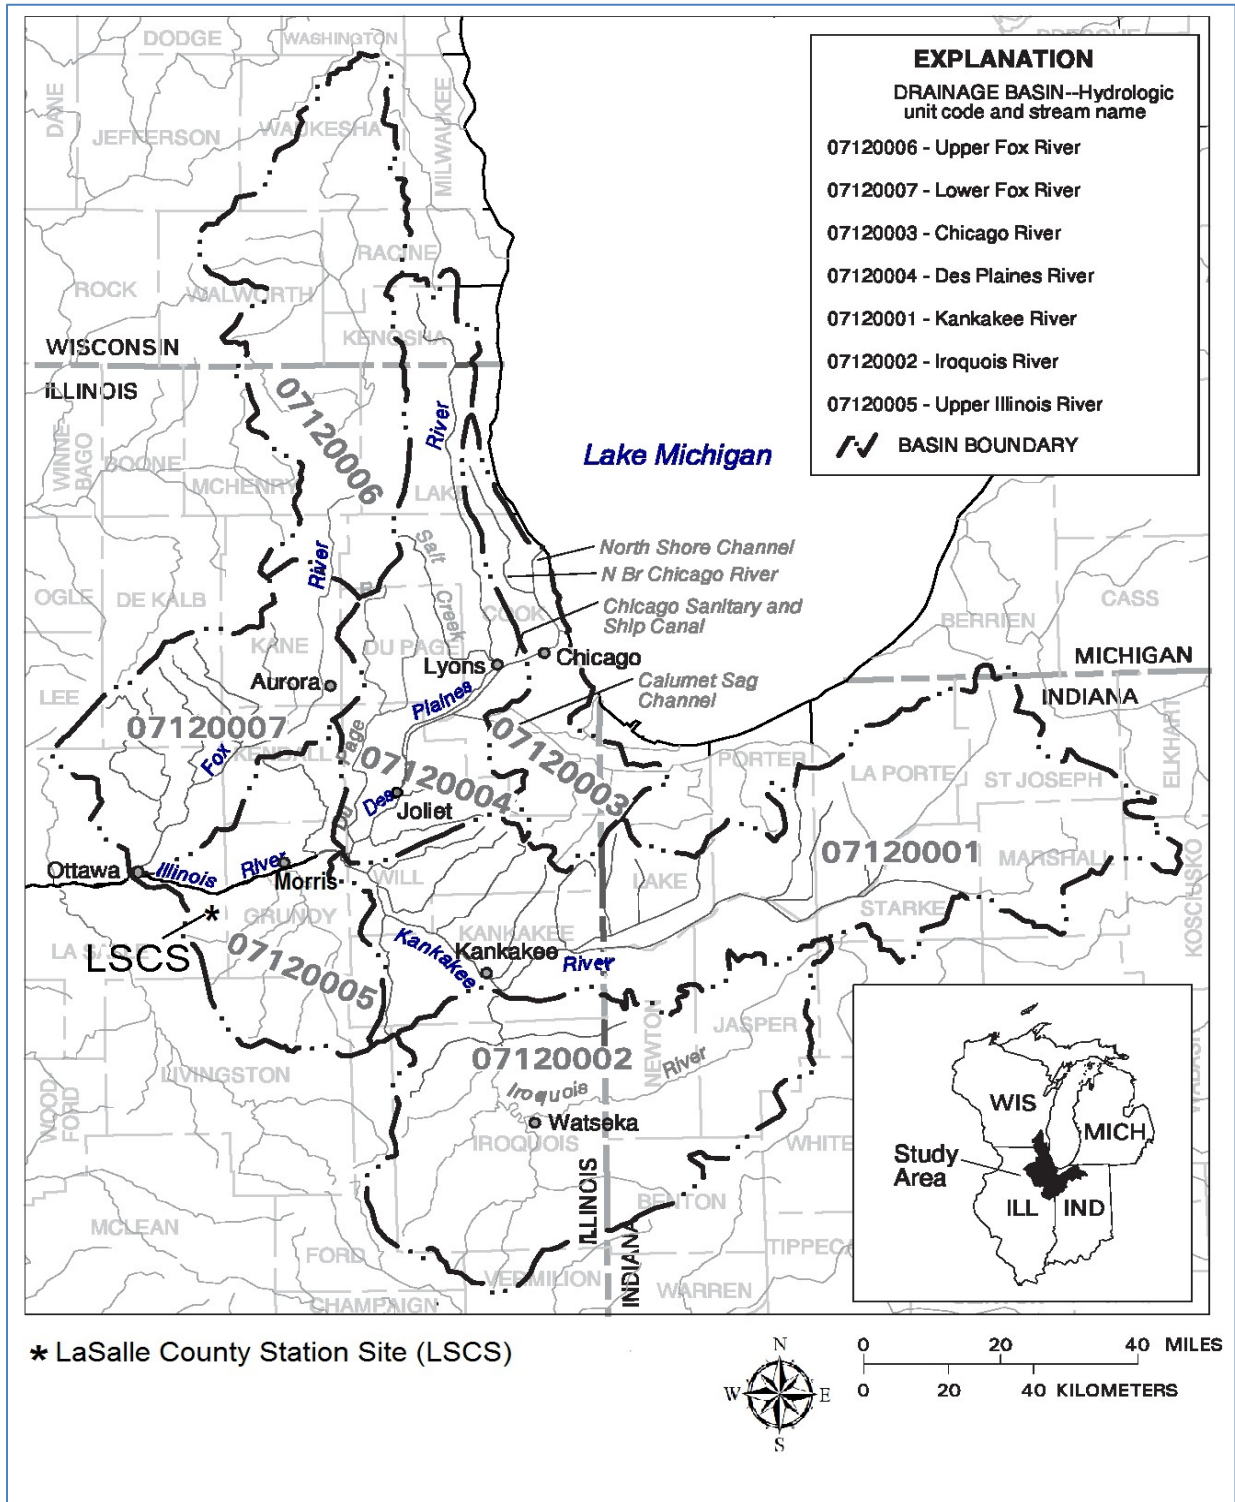 DODGE
WASHINGTON
DANE
JEFFERSON
WAUKESHA
MILWAUKEE
EXPLANATION
DRAINAGE BASIN--Hydrologic
unit code and stream name
07120006 - Upper Fox River
07120007 - Lower Fox River
07120003 - Chicago River
07120004 - Des Plaines River
07120001 - Kankakee River
07120002 - Iroquois River
07120005 - Upper Illinois River
BASIN BOUNDARY
RACINE
ROCK
WALWORTH
KENOSHA
WISCONSIN
ILLINOIS
07120006
River
Lake Michigan
WINNE-
BAGO
BOONE
MCHENRY
LAKE
River
Salt
Creek
North Shore Channel
N Br Chicago River
Chicago Sanitary and
Ship Canal
OGLE
DE KALB
COOK
CASS
BERRIEN
KANE
DU PAGE
Lyons
Chicago
MICHIGAN
INDIANA
Aurora
Plaines
Calumet Sag
Channel
LEE
07120007
Fox
KENDALL
Du Page
07120004
07120003
PORTER
LA PORTE
ST JOSEPH
ELKHART
Des
Joliet
Ottawa
Illinois
River
Morris
WILL
LAKE
07120001
MARSHALL
KOSCIUSKO
STARKE
GRUNDY
LA SALLE
LSCS
07120005
Kankakee
KANKAKEE
Kankakee
River
NEWTON
JASPER
07120002
River
Iroquois
LIVINGSTON
WOOD
FORD
Watseka
IROQUOIS
WHITE
BENTON
ILLINOIS
INDIANA
MCLEAN
FORD
VERMILION
WARREN
CHAMPAIGN
WIS
MICH
Study
Area
ILL
IND
* LaSalle County Station Site (LSCS)
N
W
E
S
0 20 40 MILES
0 20 40 KILOMETERS